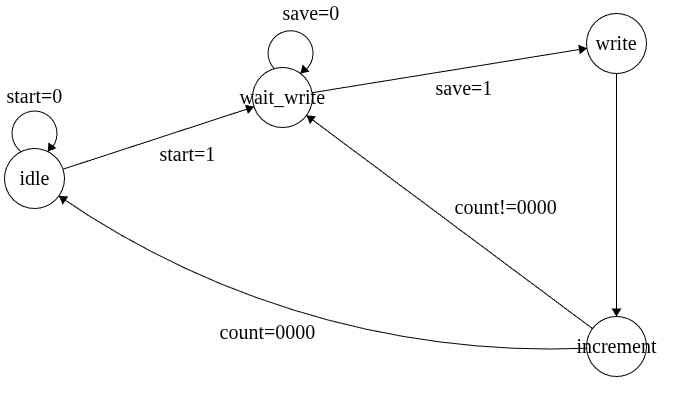 save=0
write
start=0
wait_write
save=1
start=1
idle
count!=0000
count=0000
increment